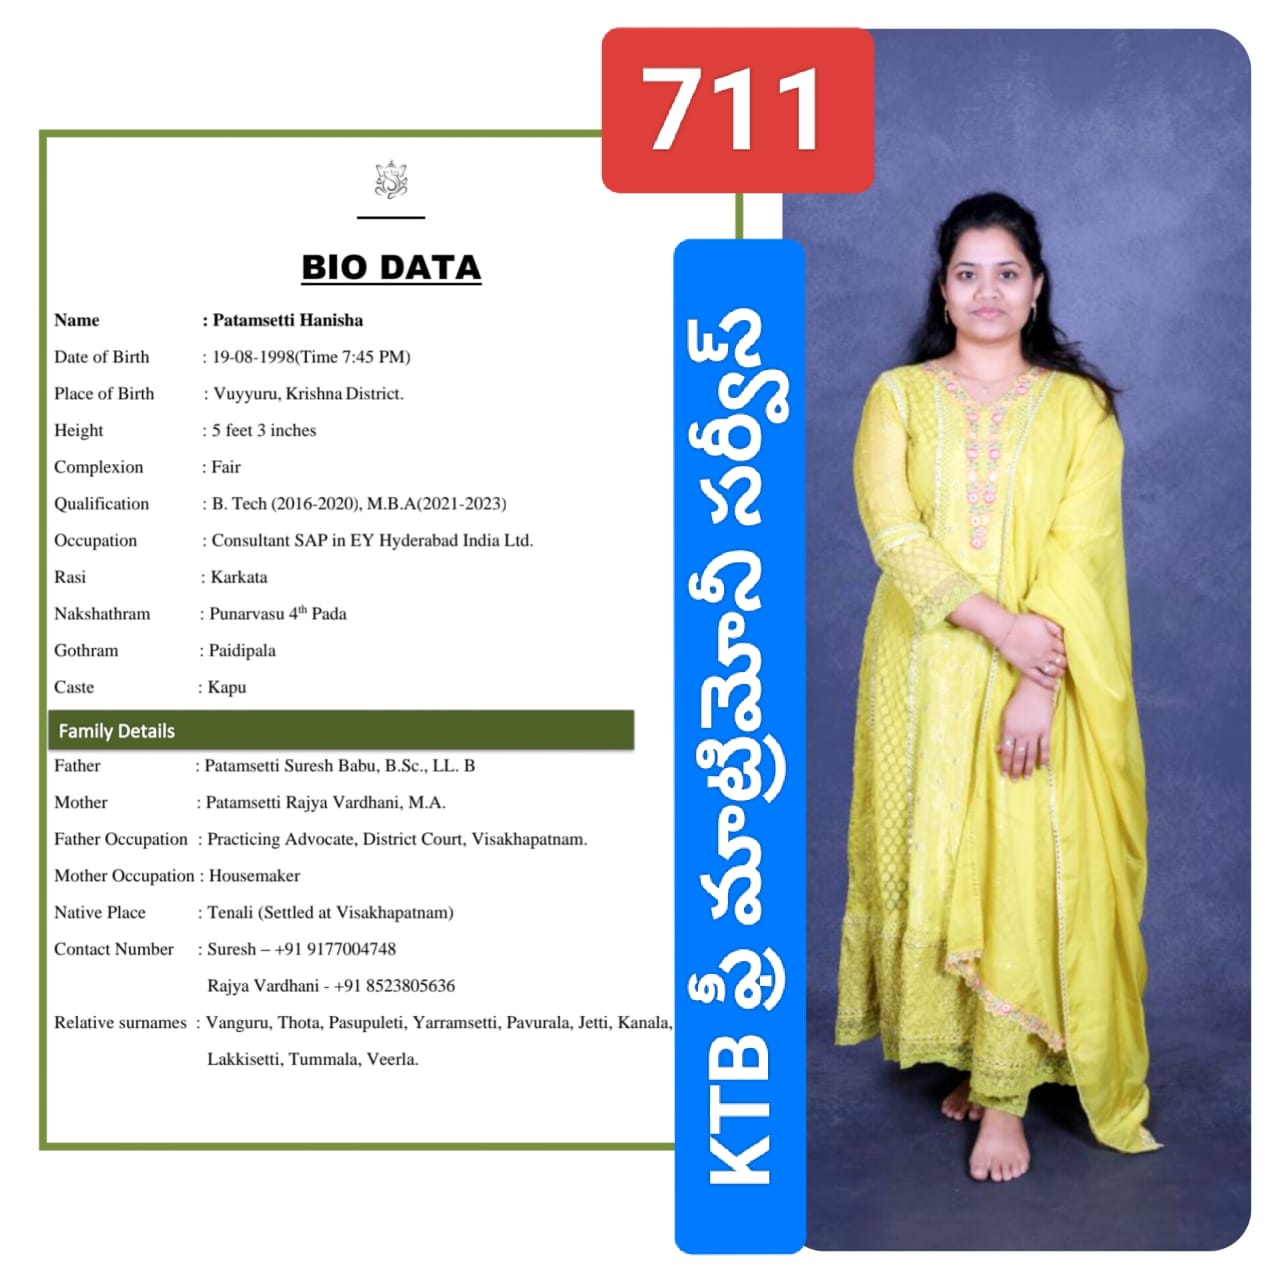 711
BIO DATA
Name : Patamsetti Hanisha
Date of Birth : 19-08-1998(Time 7:45 PM)
Place of Birth : Vuyyuru, Krishna District.
Height : 5 feet 3 inches
Complexion : Fair
Qualification : B. Tech (2016-2020), M.B.A(2021-2023)
Occupation : Consultant SAP in EY Hyderabad India Ltd.
Rasi : Karkata
Nakshathram : Punarvasu 4th Pada
Gothram : Paidipala
Caste : Kapu
Family Details
Father : Patamsetti Suresh Babu, B.Sc., LL. B
Mother : Patamsetti Rajya Vardhani, M.A.
Father Occupation : Practicing Advocate, District Court, Visakhapatnam.
Mother Occupation : Housemaker
Native Place : Tenali (Settled at Visakhapatnam)
Contact Number : Suresh – +91 9177004748
Rajya Vardhani - +91 8523805636
Relative surnames : Vanguru, Thota, Pasupuleti, Yarramsetti, Pavurala, Jetti, Kanala,
Lakkisetti, Tummala, Veerla.
KTB ఫ్రీ మ్యాట్రిమోనీ సర్వీస్